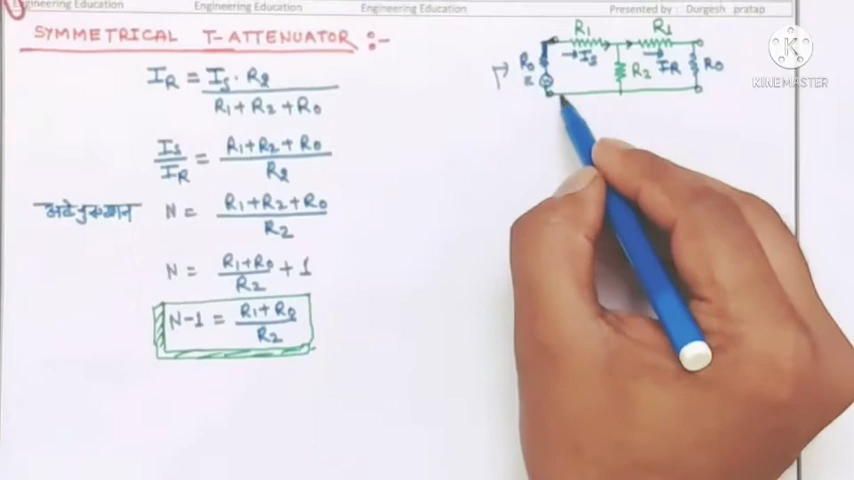 Engineering Education Engineering Education Engineering Education Presented by : Durgesh pratap
SYMMETRICAL T-ATTENUATOR :-
IR = Is · R2
R1 + R2 + R0
Is
IR
=
R1+R2+R0
R2
N =
R1+R2+R0
R2
N =
R1+R0
R2
+ 1
N-1 =
R1+R0
R2
R1
R1
R0
Is
R2
IR
R0
E
KINEMASTER